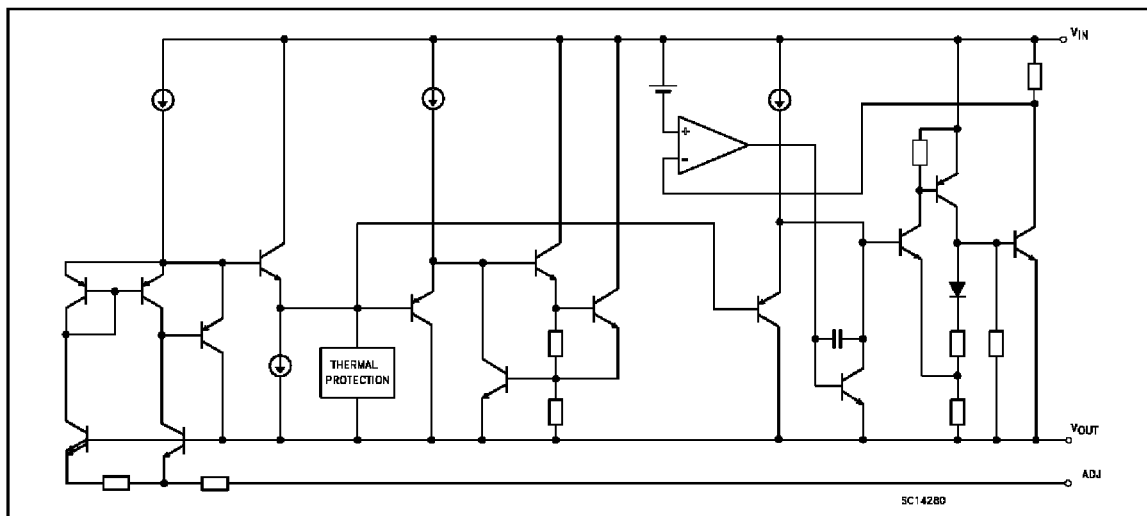 VIN
+
-
THERMAL
PROTECTION
VOUT
ADJ
SC14280